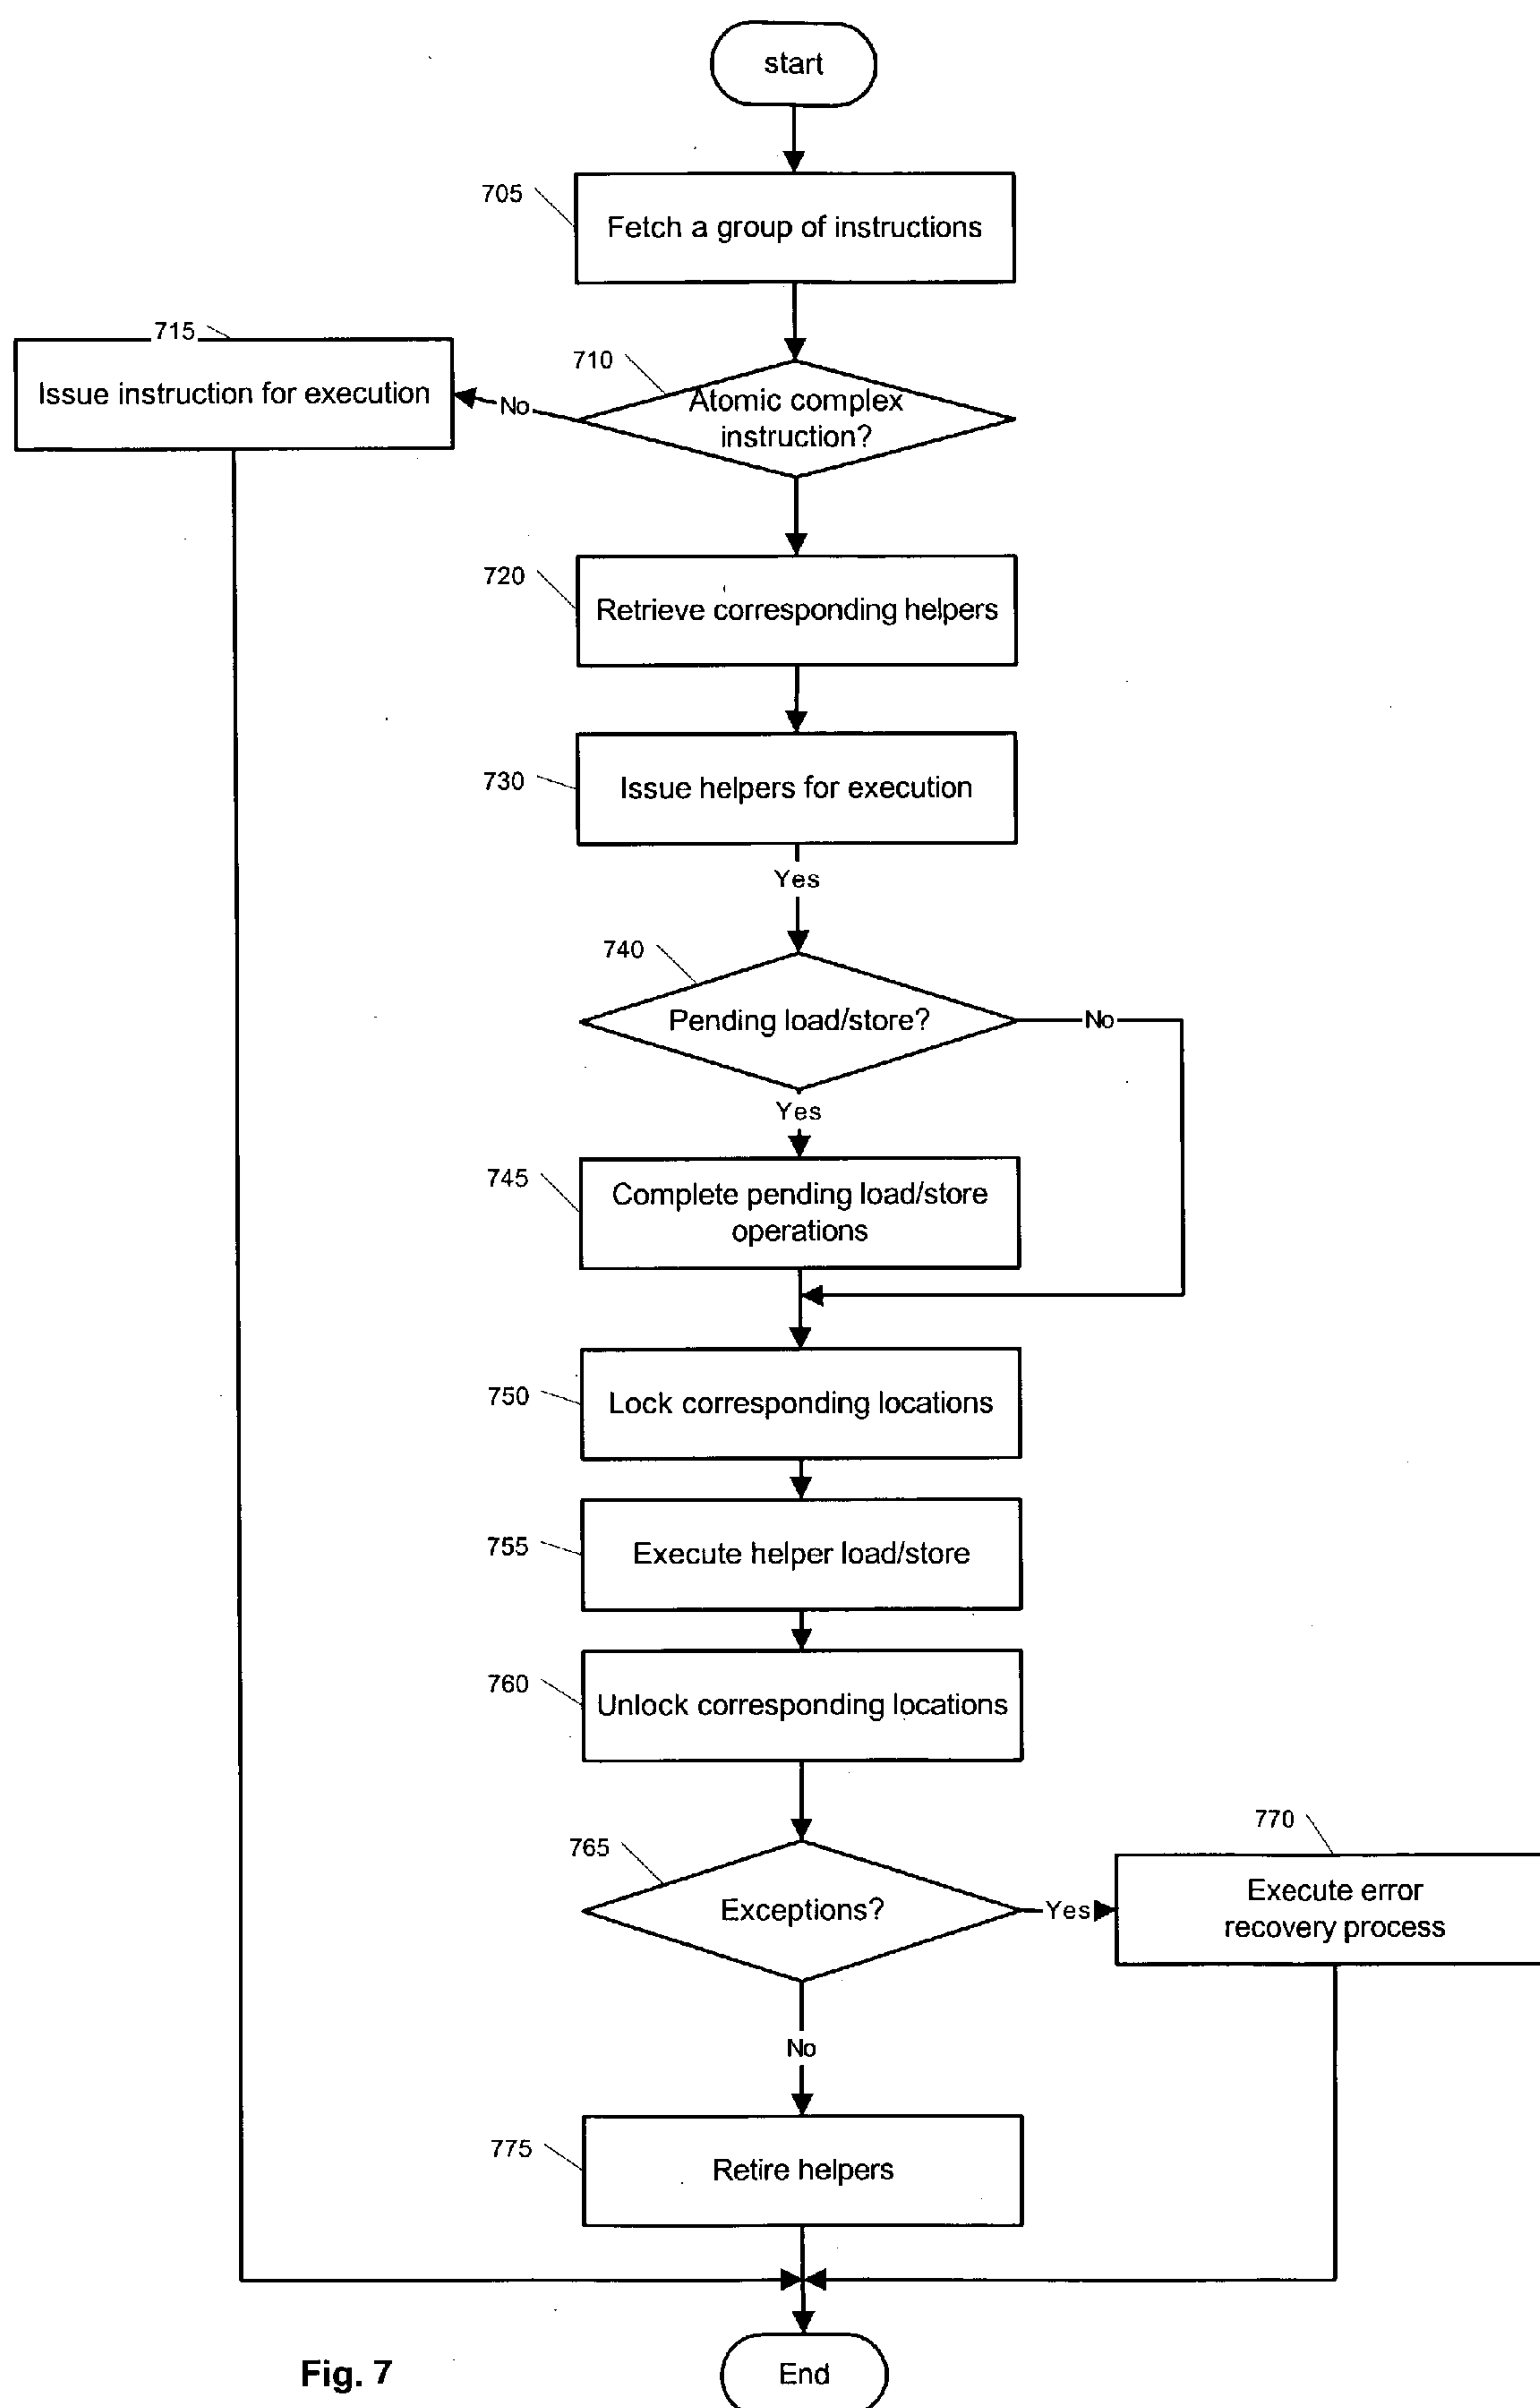 start
705
Fetch a group of instructions
715
Issue instruction for execution
No
710
Atomic complex
instruction?
720
Retrieve corresponding helpers
730
Issue helpers for execution
Yes
740
Pending load/store?
No
Yes
745
Complete pending load/store
operations
750
Lock corresponding locations
755
Execute helper load/store
760
Unlock corresponding locations
765
Exceptions?
Yes
770
Execute error
recovery process
No
775
Retire helpers
End
Fig. 7